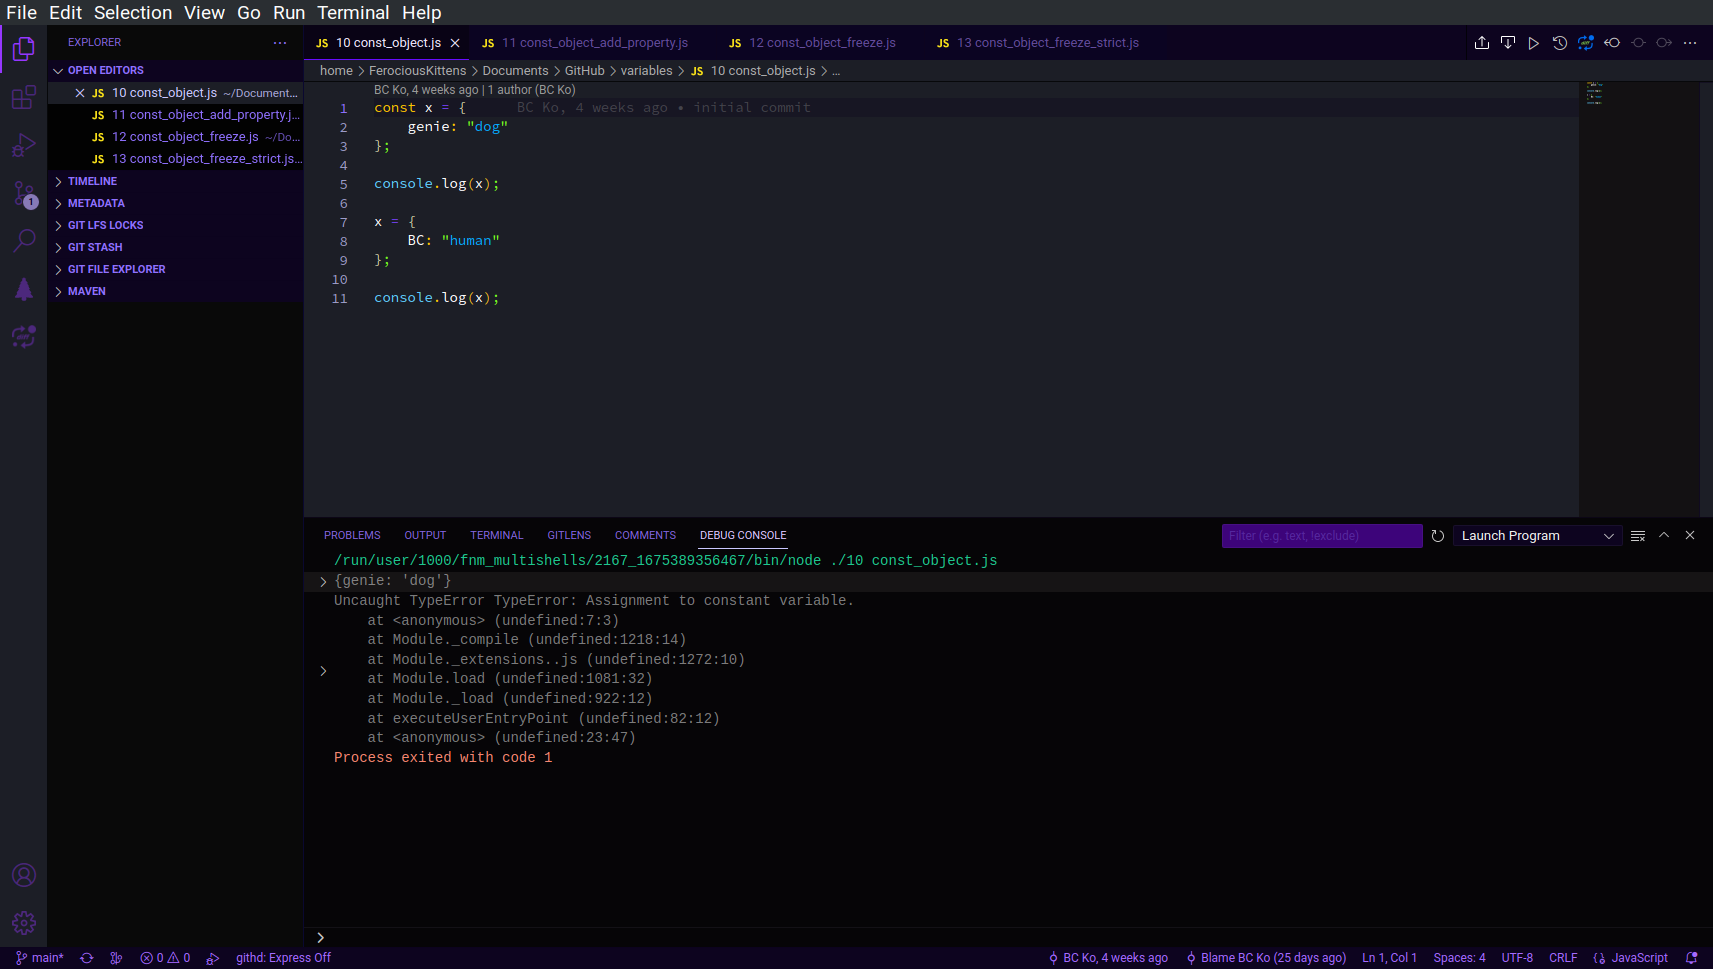 File Edit Selection View Go Run Terminal Help
EXPLORER ...
OPEN EDITORS
JS 10 const_object.js ~/Document...
JS 11 const_object_add_property.j...
JS 12 const_object_freeze.js ~/Do...
JS 13 const_object_freeze_strict.js...
TIMELINE
METADATA
GIT LFS LOCKS
GIT STASH
GIT FILE EXPLORER
MAVEN
1
JS 10 const_object.js JS 11 const_object_add_property.js JS 12 const_object_freeze.js JS 13 const_object_freeze_strict.js
home > FerociousKittens > Documents > GitHub > variables > JS 10 const_object.js > ...
BC Ko, 4 weeks ago | 1 author (BC Ko)
1 const x = { BC Ko, 4 weeks ago • initial commit
2 genie: "dog"
3 };
4
5 console.log(x);
6
7 x = {
8 BC: "human"
9 };
10
11 console.log(x);
PROBLEMS OUTPUT TERMINAL GITLENS COMMENTS DEBUG CONSOLE Filter (e.g. text, !exclude) Launch Program
/run/user/1000/fnm_multishells/2167_1675389356467/bin/node ./10 const_object.js
{genie: 'dog'}
Uncaught TypeError TypeError: Assignment to constant variable.
at <anonymous> (undefined:7:3)
at Module._compile (undefined:1218:14)
at Module._extensions..js (undefined:1272:10)
at Module.load (undefined:1081:32)
at Module._load (undefined:922:12)
at executeUserEntryPoint (undefined:82:12)
at <anonymous> (undefined:23:47)
Process exited with code 1
main* 0 0 githd: Express Off BC Ko, 4 weeks ago Blame BC Ko (25 days ago) Ln 1, Col 1 Spaces: 4 UTF-8 CRLF JavaScript